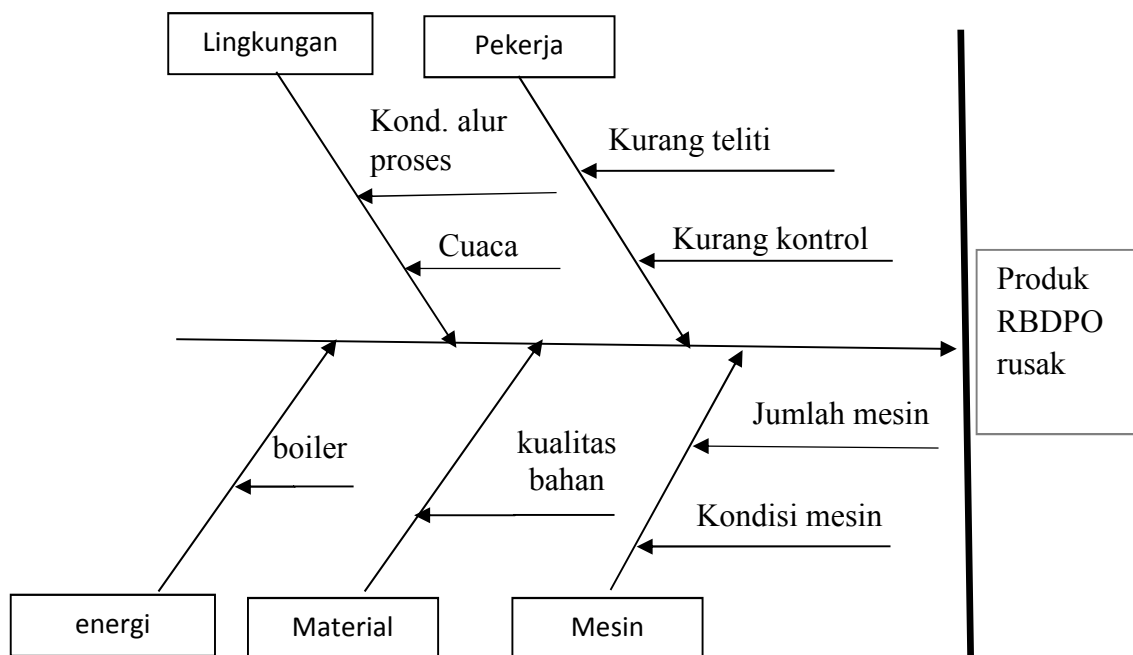 Lingkungan
Pekerja
Kond. alur
proses
Kurang teliti
Cuaca
Kurang kontrol
Produk
RBDPO
rusak
Jumlah mesin
boiler
kualitas
bahan
Kondisi mesin
energi
Material
Mesin